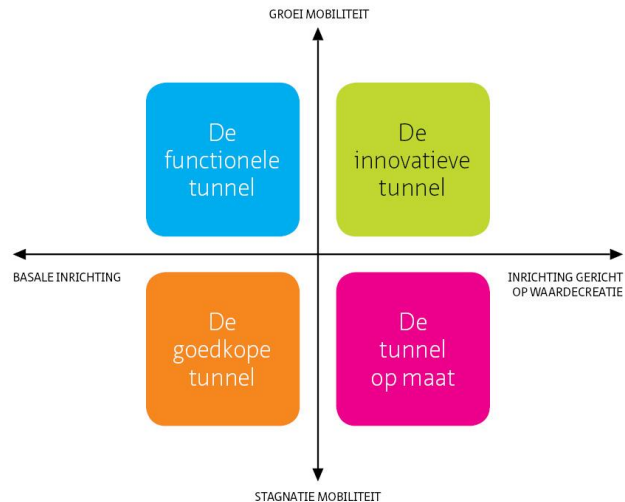 GROEI MOBILITEIT
De
functionele
tunnel
De
innovatieve
tunnel
BASALE INRICHTING
INRICHTING GERICHT
OP WAARDECREATIE
De
goedkope
tunnel
De
tunnel
op maat
STAGNATIE MOBILITEIT